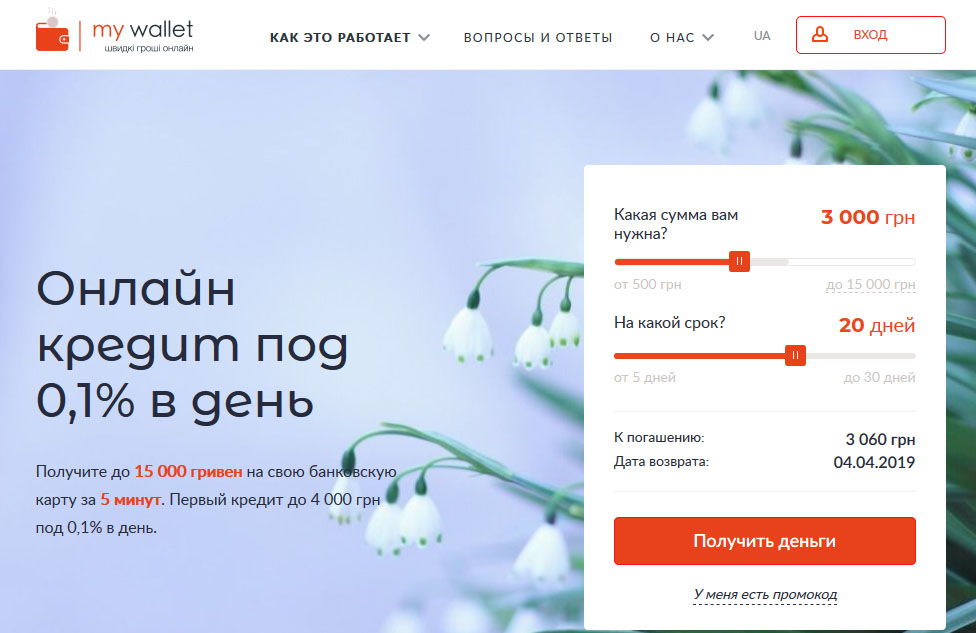 my wallet
швидкі гроші онлайн
КАК ЭТО РАБОТАЕТ
ВОПРОСЫ И ОТВЕТЫ
О НАС
UA
ВХОД
Онлайн
кредит под
0,1% в день
Получите до 15 000 гривен на свою банковскую
карту за 5 минут. Первый кредит до 4 000 грн
под 0,1% в день.
Какая сумма вам
нужна?
3 000 грн
от 500 грн
до 15 000 грн
На какой срок?
20 дней
от 5 дней
до 30 дней
К погашению:
3 060 грн
Дата возврата:
04.04.2019
Получить деньги
У меня есть промокод